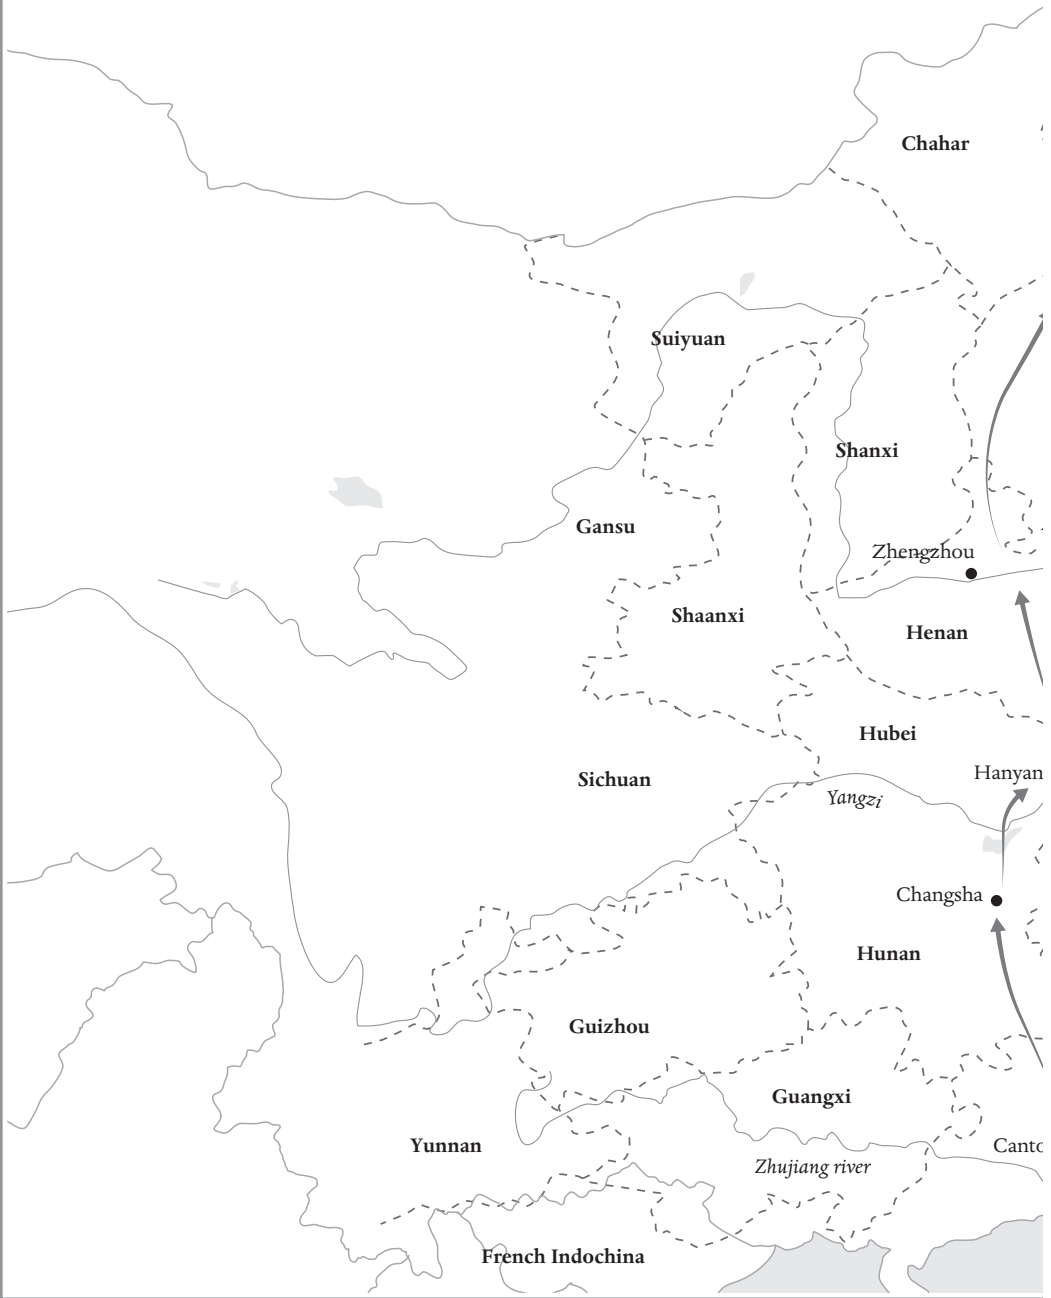 Chahar
Suiyuan
Shanxi
Gansu
Zhengzhou
Shaanxi
Henan
Hubei
Hanyan
Sichuan
Yangzi
Changsha
Hunan
Guizhou
Guangxi
Yunnan
Canto
Zhujiang river
French Indochina